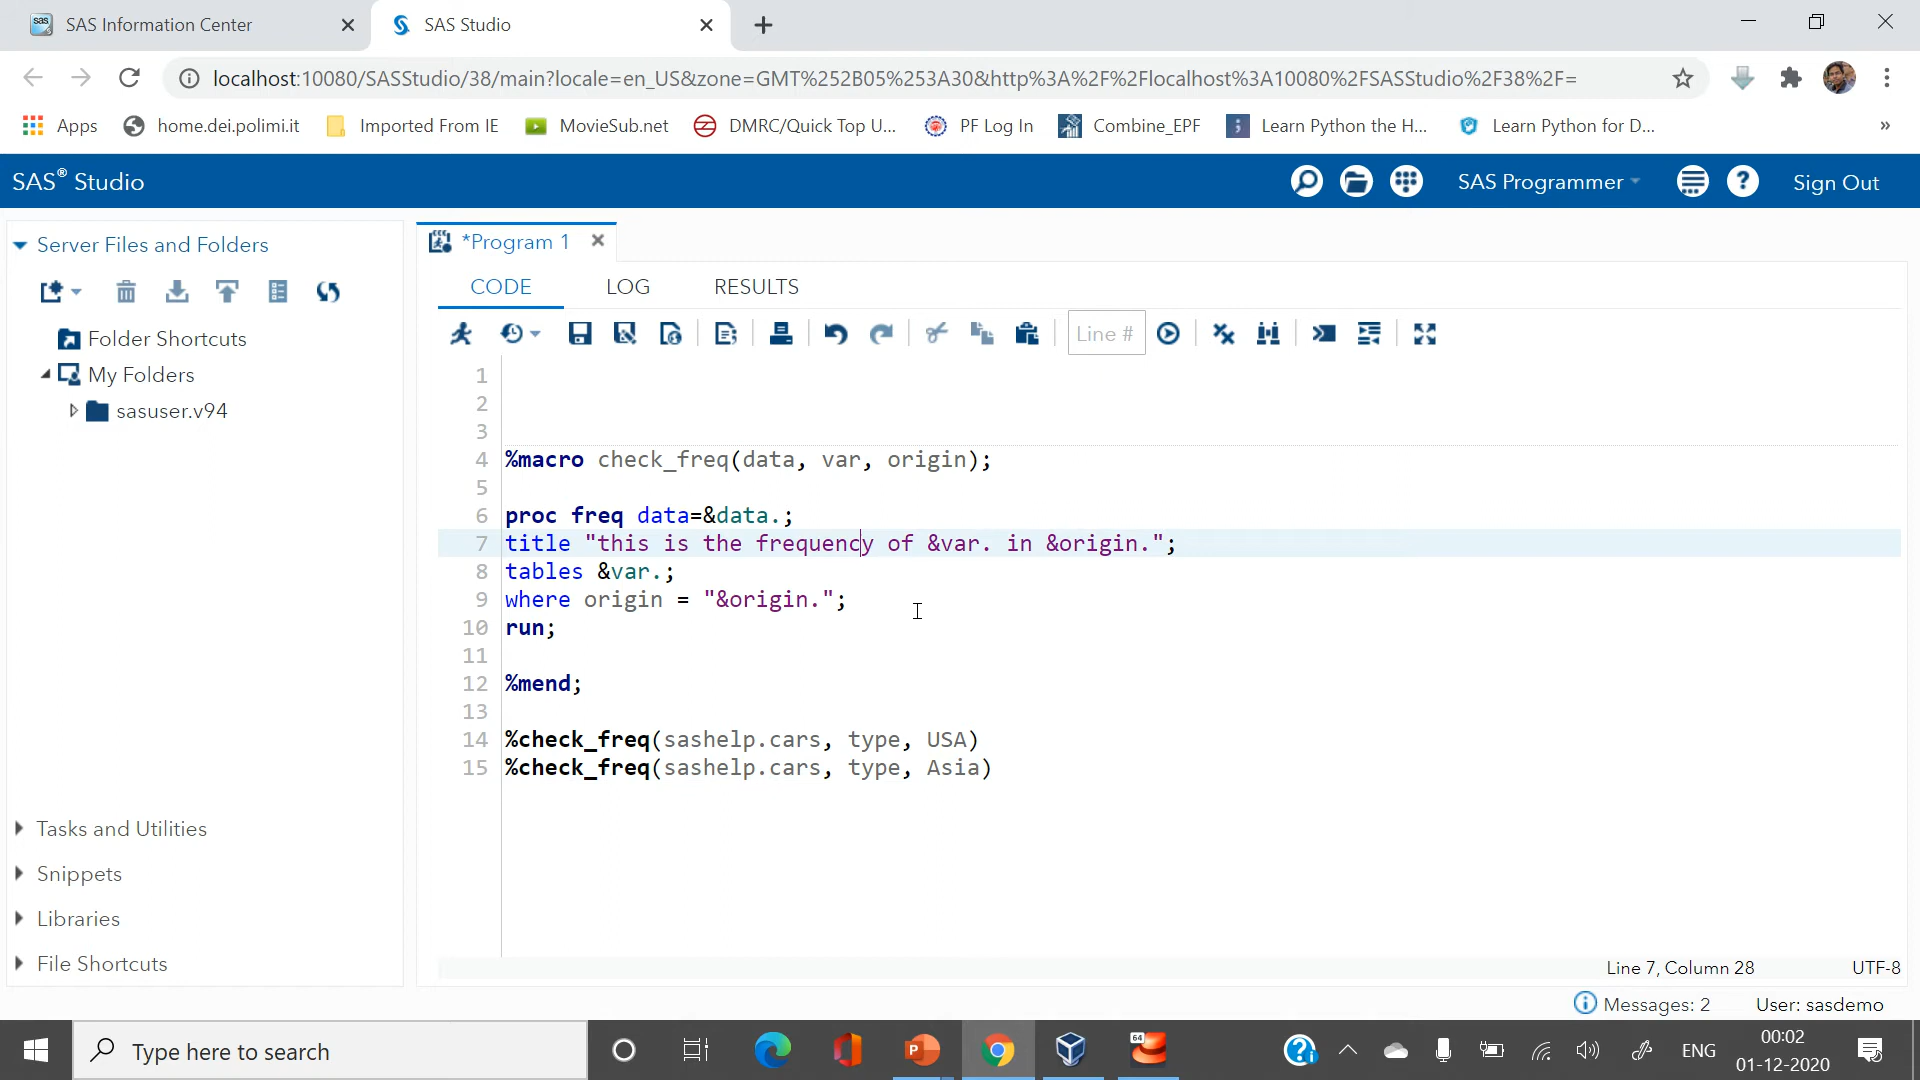 SAS Information Center
SAS Studio
localhost:10080/SASStudio/38/main?locale=en_US&zone=GMT%252B05%253A30&http%3A%2F%2Flocalhost%3A10080%2FSASStudio%2F38%2F=
Apps home.dei.polimi.it Imported From IE MovieSub.net DMRC/Quick Top U... PF Log In Combine_EPF Learn Python the H... Learn Python for D... »
SAS® Studio SAS Programmer Sign Out
Server Files and Folders
Folder Shortcuts
My Folders
sasuser.v94
Tasks and Utilities
Snippets
Libraries
File Shortcuts
*Program 1
CODE LOG RESULTS
Line #
1
2
3
4 %macro check_freq(data, var, origin);
5
6 proc freq data=&data.;
7 title "this is the frequency of &var. in &origin.";
8 tables &var.;
9 where origin = "&origin.";
10 run;
11
12 %mend;
13
14 %check_freq(sashelp.cars, type, USA)
15 %check_freq(sashelp.cars, type, Asia)
Line 7, Column 28 UTF-8
Messages: 2 User: sasdemo
Type here to search
64
ENG
00:02
01-12-2020